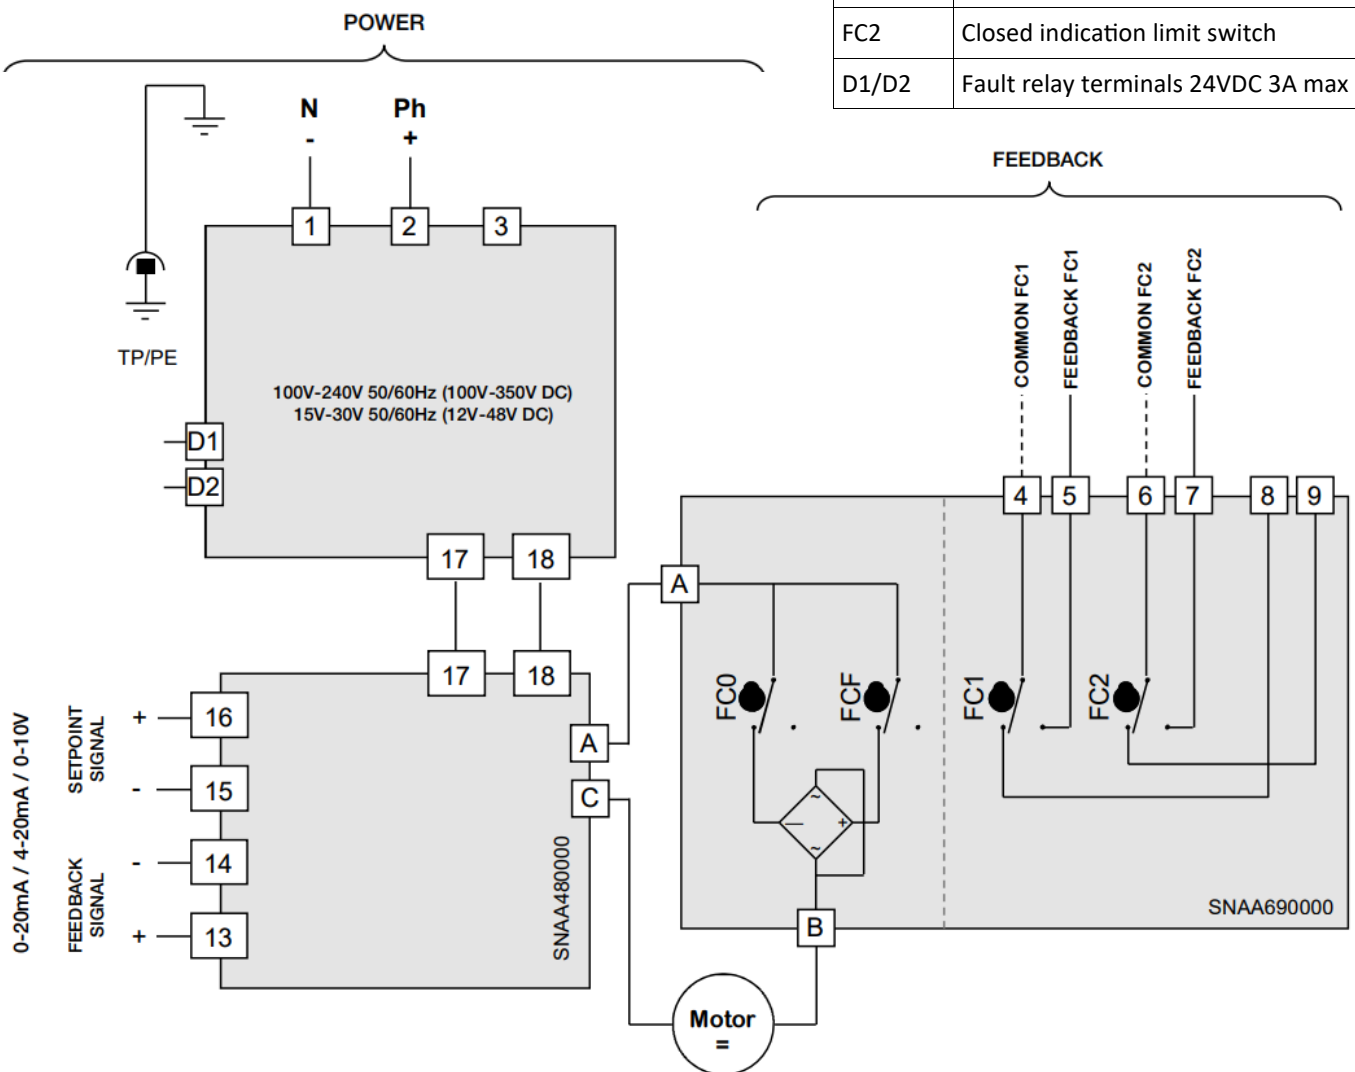 POWER
FC2 Closed indication limit switch
D1/D2 Fault relay terminals 24VDC 3A max
N Ph
- +
FEEDBACK
COMMON FC1
FEEDBACK FC1
COMMON FC2
FEEDBACK FC2
1 2 3
TP/PE
100V-240V 50/60Hz (100V-350V DC)
15V-30V 50/60Hz (12V-48V DC)
D1
D2
4 5 6 7 8 9
17 18
A
17 18
FC0 FCF FC1 FC2
0-20mA / 4-20mA / 0-10V
SETPOINT
SIGNAL
+ 16
- 15
A
C
FEEDBACK
SIGNAL
- 14
+ 13
SNAA480000
~
— +
~
SNAA690000
B
Motor
=